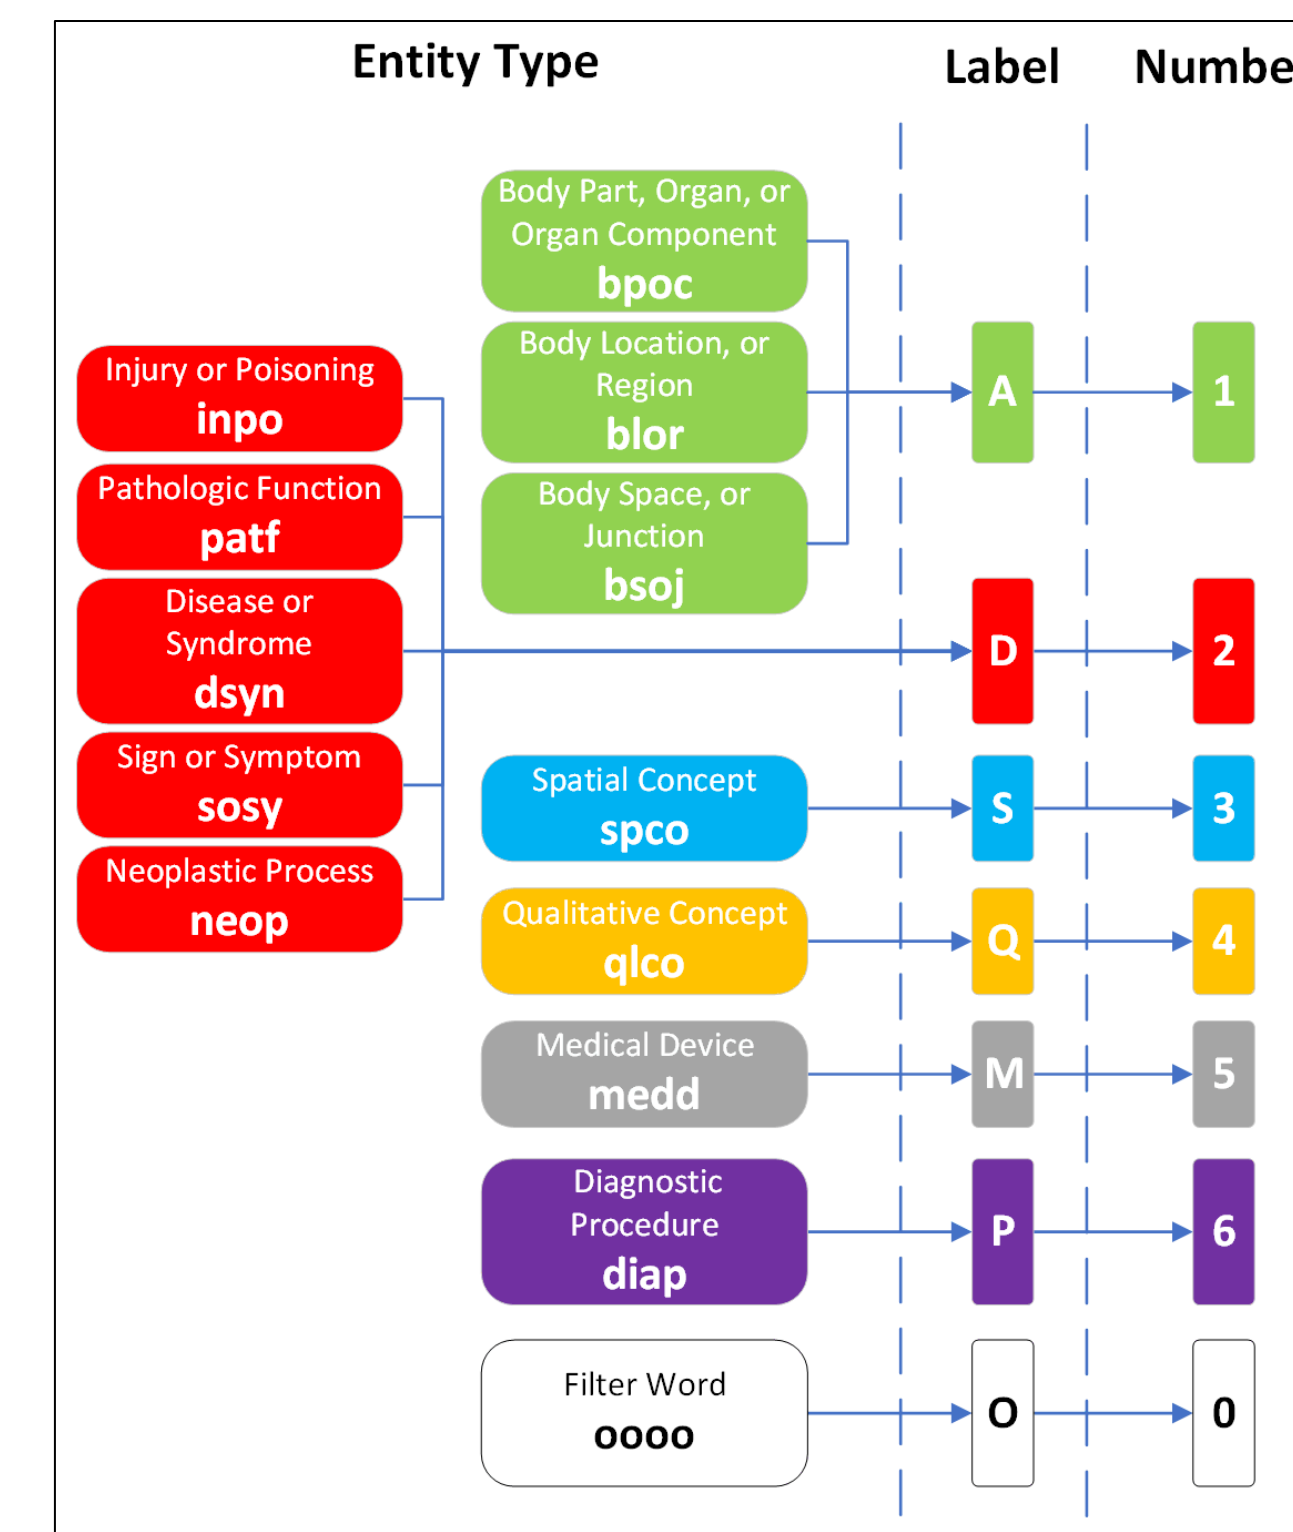 Entity Type
Label
Numbe
Body Part, Organ, or
Organ Component
bpoc
Body Location, or
Region
blor
Body Space, or
Junction
bsoj
A
1
Injury or Poisoning
inpo
Pathologic Function
patf
Disease or
Syndrome
dsyn
Sign or Symptom
sosy
Neoplastic Process
neop
D
2
Spatial Concept
spco
S
3
Qualitative Concept
qlco
Q
4
Medical Device
medd
M
5
Diagnostic
Procedure
diap
P
6
Filter Word
oooo
O
0